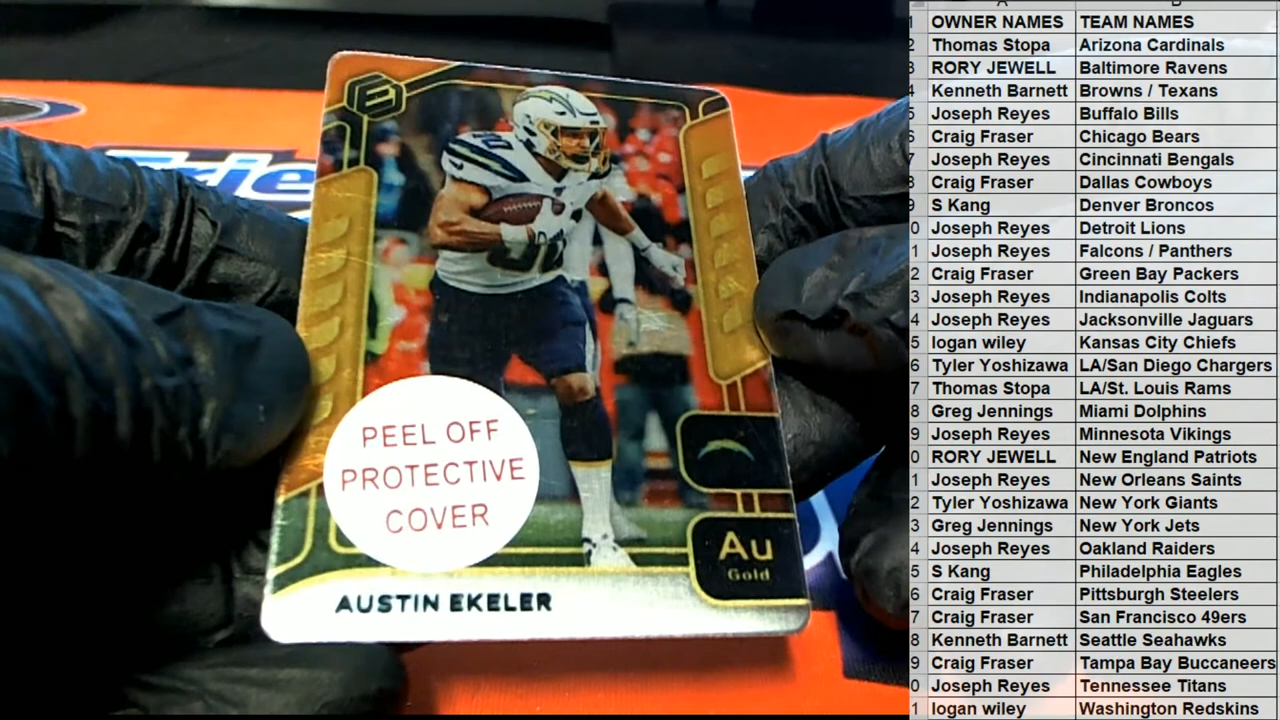 PEEL OFF
PROTECTIVE
COVER
Au
Gold
AUSTIN EKELER
OWNER NAMES TEAM NAMES
Thomas Stopa Arizona Cardinals
RORY JEWELL Baltimore Ravens
Kenneth Barnett Browns / Texans
Joseph Reyes Buffalo Bills
Craig Fraser Chicago Bears
Joseph Reyes Cincinnati Bengals
Craig Fraser Dallas Cowboys
S Kang Denver Broncos
Joseph Reyes Detroit Lions
Joseph Reyes Falcons / Panthers
Craig Fraser Green Bay Packers
Joseph Reyes Indianapolis Colts
Joseph Reyes Jacksonville Jaguars
logan wiley Kansas City Chiefs
Tyler Yoshizawa LA/San Diego Chargers
Thomas Stopa LA/St. Louis Rams
Greg Jennings Miami Dolphins
Joseph Reyes Minnesota Vikings
RORY JEWELL New England Patriots
Joseph Reyes New Orleans Saints
Tyler Yoshizawa New York Giants
Greg Jennings New York Jets
Joseph Reyes Oakland Raiders
S Kang Philadelphia Eagles
Craig Fraser Pittsburgh Steelers
Craig Fraser San Francisco 49ers
Kenneth Barnett Seattle Seahawks
Craig Fraser Tampa Bay Buccaneers
Joseph Reyes Tennessee Titans
logan wiley Washington Redskins